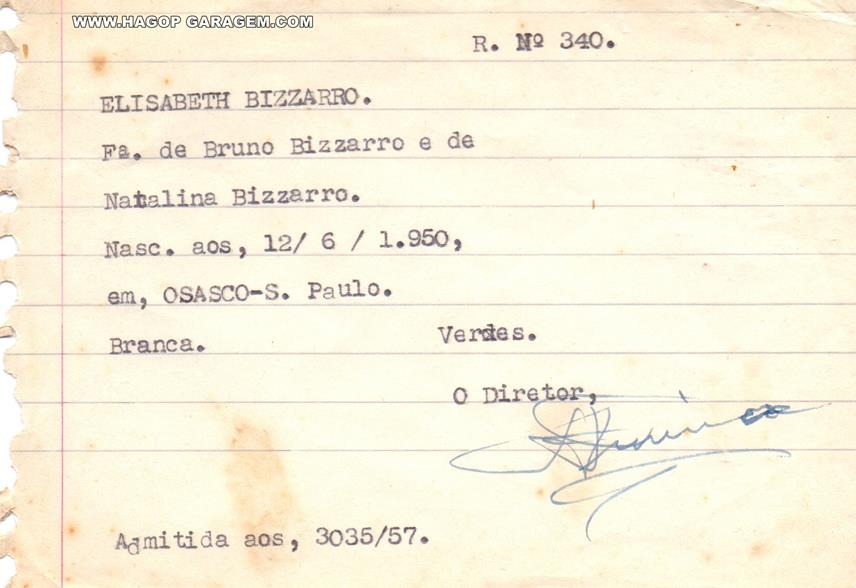 WWW.HAGOP GARAGEM.COM
R. Nº 340.
ELISABETH BIZZARRO.
Fa. de Bruno Bizzarro e de
Natalina Bizzarro.
Nasc. aos, 12/ 6 / 1.950,
em, OSASCO-S. Paulo.
Branca. Verdes.
O Diretor,
Admitida aos, 3035/57.